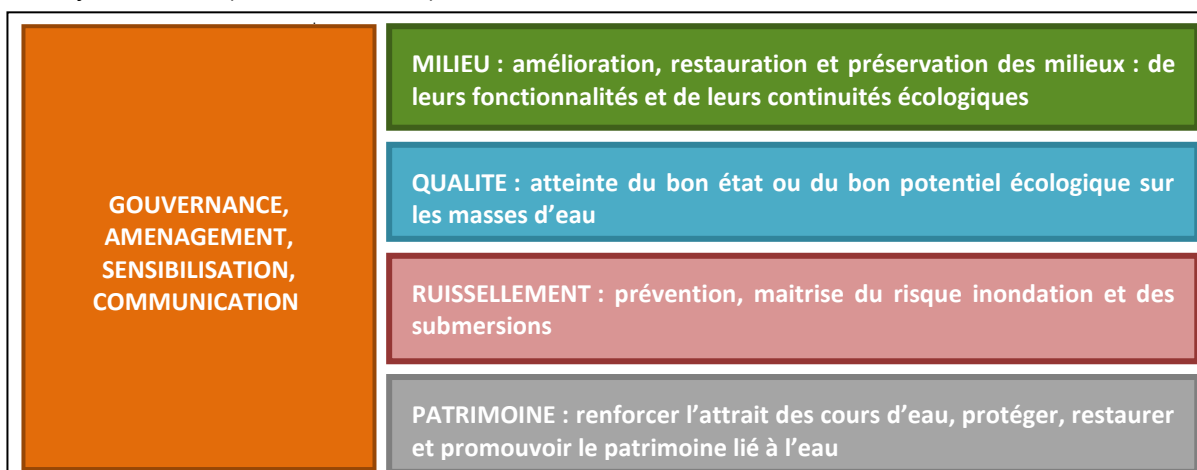 GOUVERNANCE,
AMENAGEMENT,
SENSIBILISATION,
COMMUNICATION
MILIEU : amélioration, restauration et préservation des milieux : de
leurs fonctionnalités et de leurs continuités écologiques
QUALITE : atteinte du bon état ou du bon potentiel écologique sur
les masses d’eau
RUISSELLEMENT : prévention, maitrise du risque inondation et des
submersions
PATRIMOINE : renforcer l’attrait des cours d’eau, protéger, restaurer
et promouvoir le patrimoine lié à l’eau